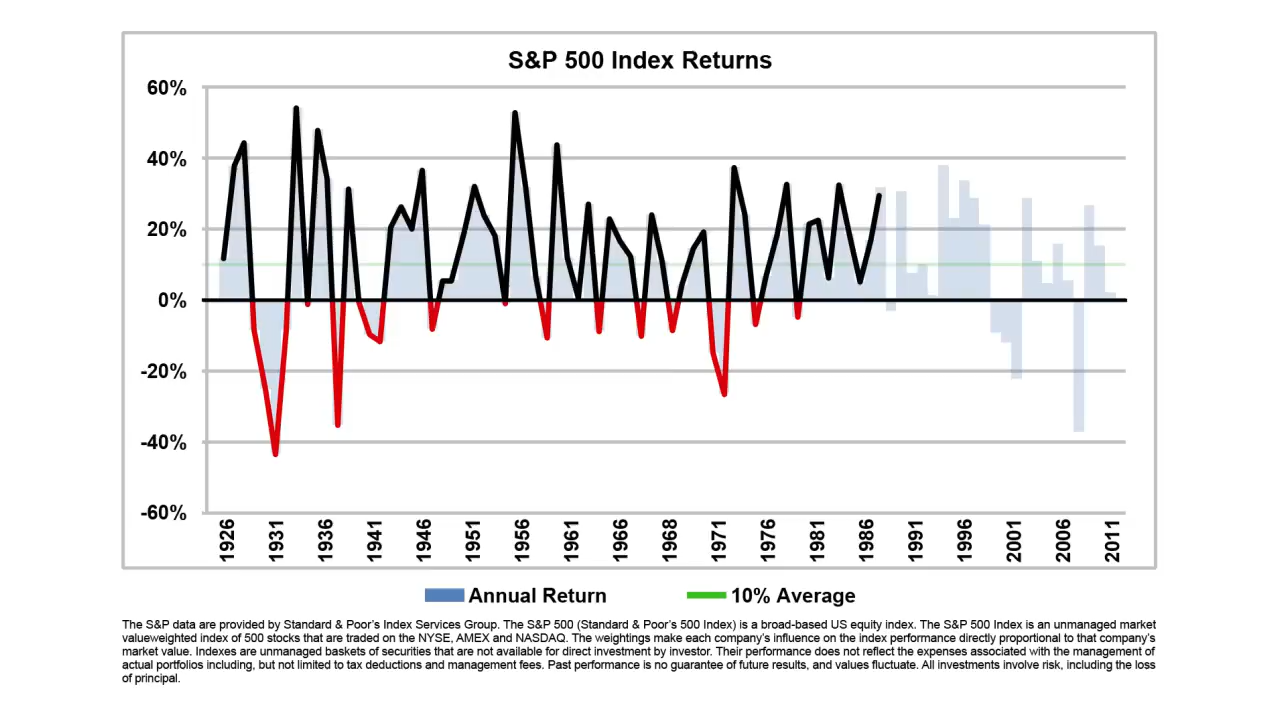 S&P 500 Index Returns
60%
40%
20%
0%
-20%
-40%
-60%
1926 1931 1936 1941 1946 1951 1956 1961 1966 1968 1971 1976 1981 1986 1991 1996 2001 2006 2011
Annual Return 10% Average
The S&P data are provided by Standard & Poor's Index Services Group. The S&P 500 (Standard & Poor's 500 Index) is a broad-based US equity index. The S&P 500 Index is an unmanaged market
valueweighted index of 500 stocks that are traded on the NYSE, AMEX and NASDAQ. The weightings make each company's influence on the index performance directly proportional to that company's
market value. Indexes are unmanaged baskets of securities that are not available for direct investment by investor. Their performance does not reflect the expenses associated with the management of
actual portfolios including, but not limited to tax deductions and management fees. Past performance is no guarantee of future results, and values fluctuate. All investments involve risk, including the loss
of principal.